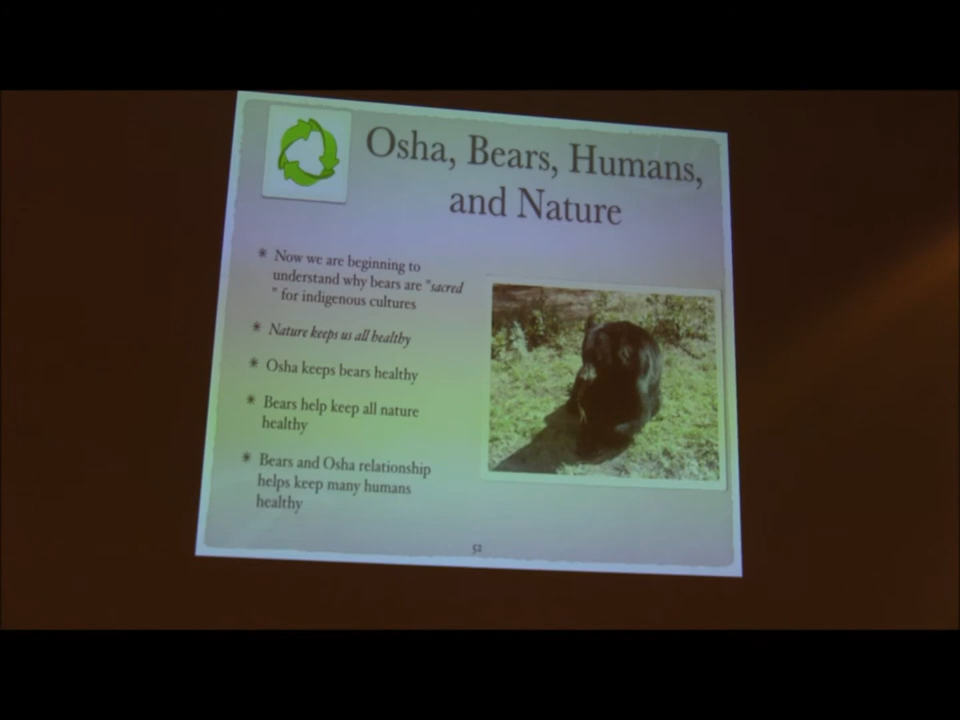 Osha, Bears, Humans,
and Nature
* Now we are beginning to
understand why bears are "sacred
" for indigenous cultures
* Nature keeps us all healthy
* Osha keeps bears healthy
* Bears help keep all nature
healthy
* Bears and Osha relationship
helps keep many humans
healthy
52